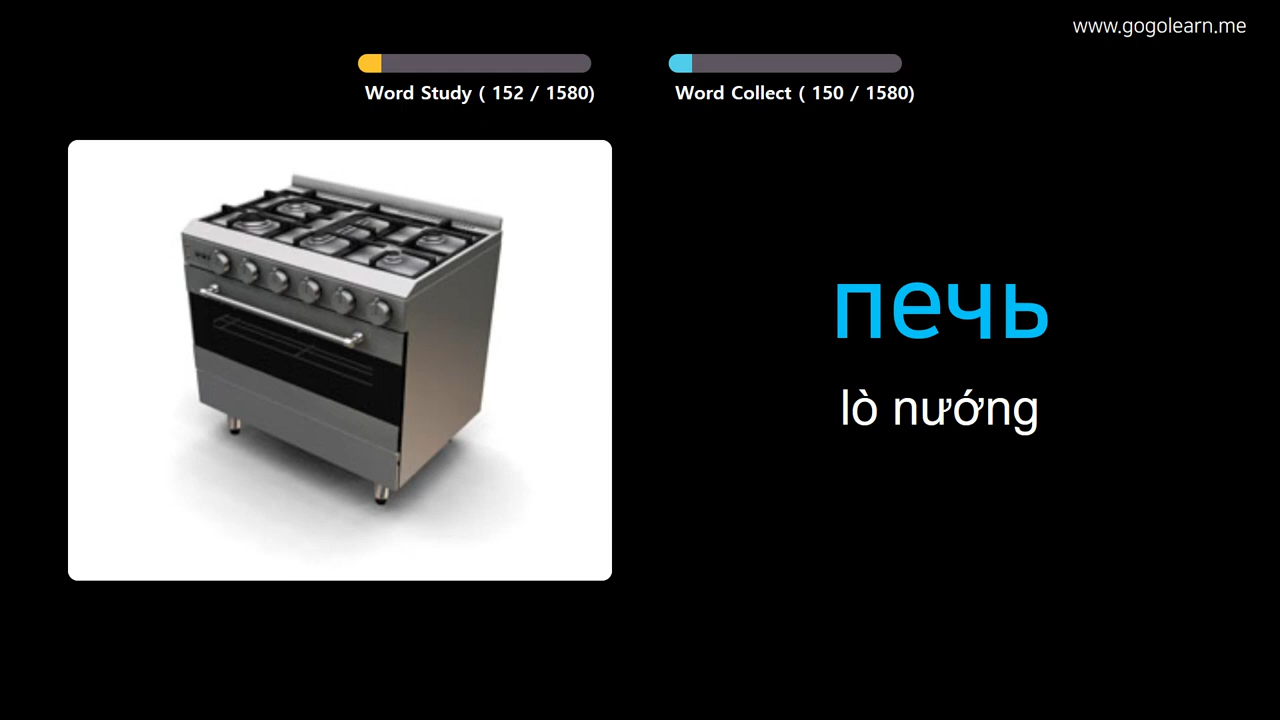 www.gogolearn.me
Word Study ( 152 / 1580)
Word Collect ( 150 / 1580)
печь
lò nướng